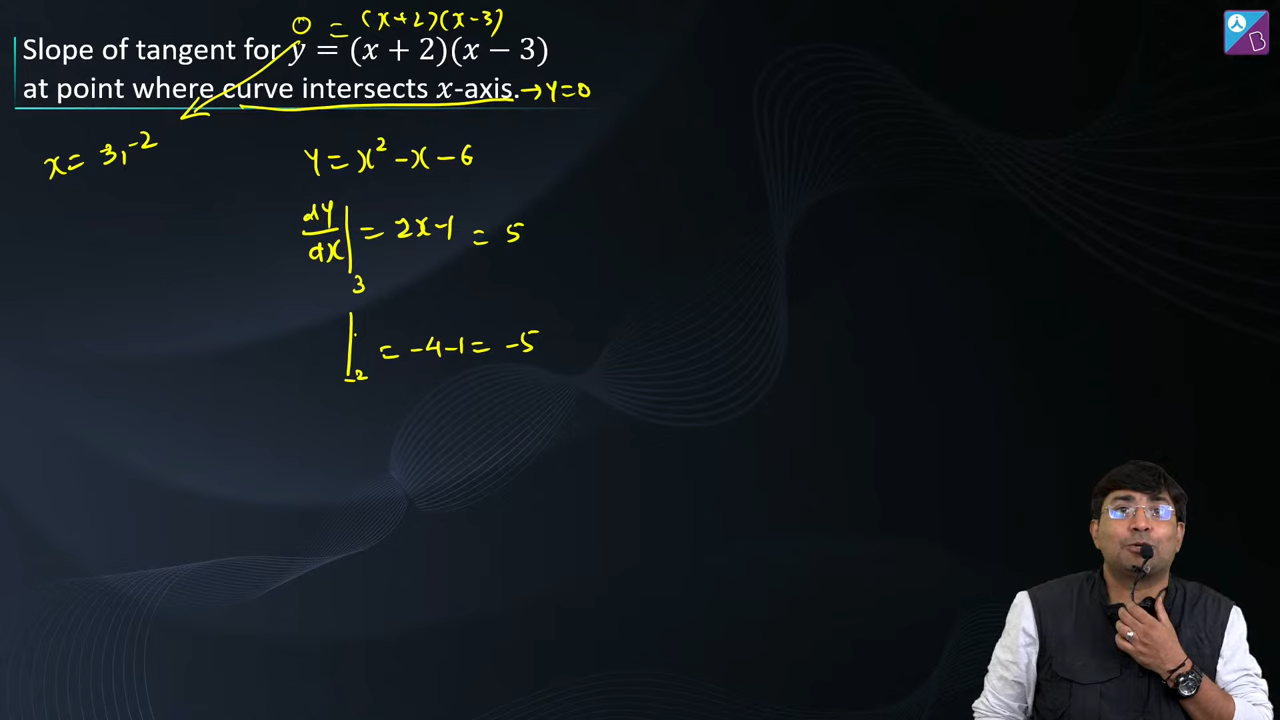 0 = (x+2)(x-3)
Slope of tangent for y = (x + 2)(x − 3)
at point where curve intersects x-axis. → Y=0
x = 3, -2
Y = x² - x - 6
dy/dx |₃ = 2x-1 = 5
|₋₂ = -4-1 = -5
B